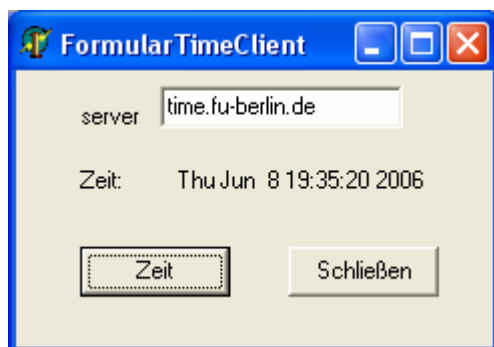 FormularTimeClient
server time.fu-berlin.de
Zeit: Thu Jun  8 19:35:20 2006
Zeit Schließen